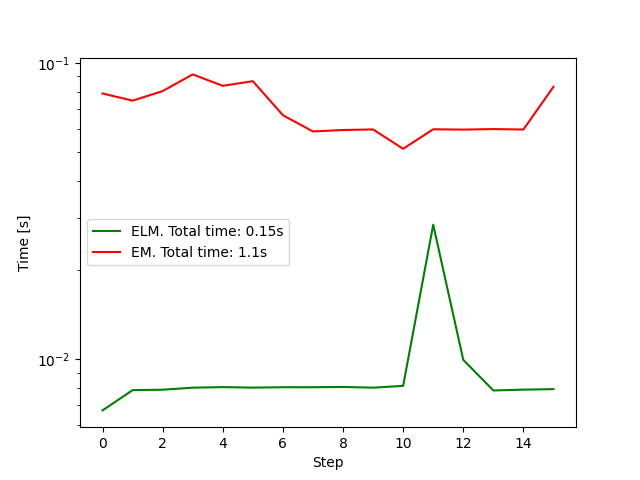 10⁻¹
Time [s]
ELM. Total time: 0.15s
EM. Total time: 1.1s
10⁻²
0 2 4 6 8 10 12 14
Step